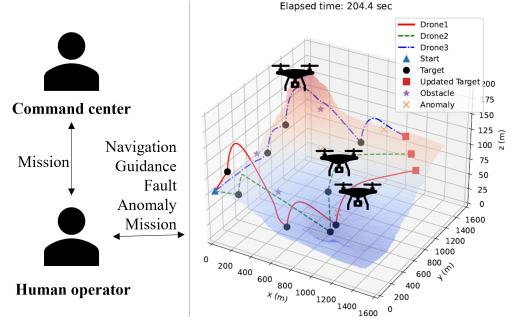 Elapsed time: 204.4 sec
Drone1
Drone2
Drone3
Start
Target
Updated Target
Obstacle
Anomaly
Command center
Mission
Navigation
Guidance
Fault
Anomaly
Mission
Human operator
200
175
150
125
100
75
50
25
0
z (m)
0
200
400
600
800
1000
1200
1400
1600
x (m)
0
200
400
600
800
1000
1200
1400
1600
y (m)